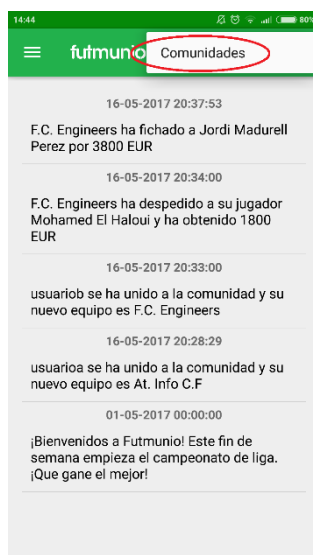 14:44 80%
futmunio Comunidades
16-05-2017 20:37:53
F.C. Engineers ha fichado a Jordi Madurell
Perez por 3800 EUR
16-05-2017 20:34:00
F.C. Engineers ha despedido a su jugador
Mohamed El Haloui y ha obtenido 1800
EUR
16-05-2017 20:33:00
usuariob se ha unido a la comunidad y su
nuevo equipo es F.C. Engineers
16-05-2017 20:28:29
usuarioa se ha unido a la comunidad y su
nuevo equipo es At. Info C.F
01-05-2017 00:00:00
¡Bienvenidos a Futmunio! Este fin de
semana empieza el campeonato de liga.
¡Que gane el mejor!